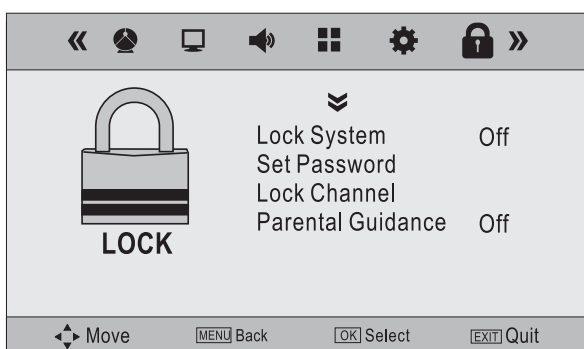 Lock System Off
Set Password
Lock Channel
Parental Guidance Off
LOCK
Move MENU Back OK Select EXIT Quit